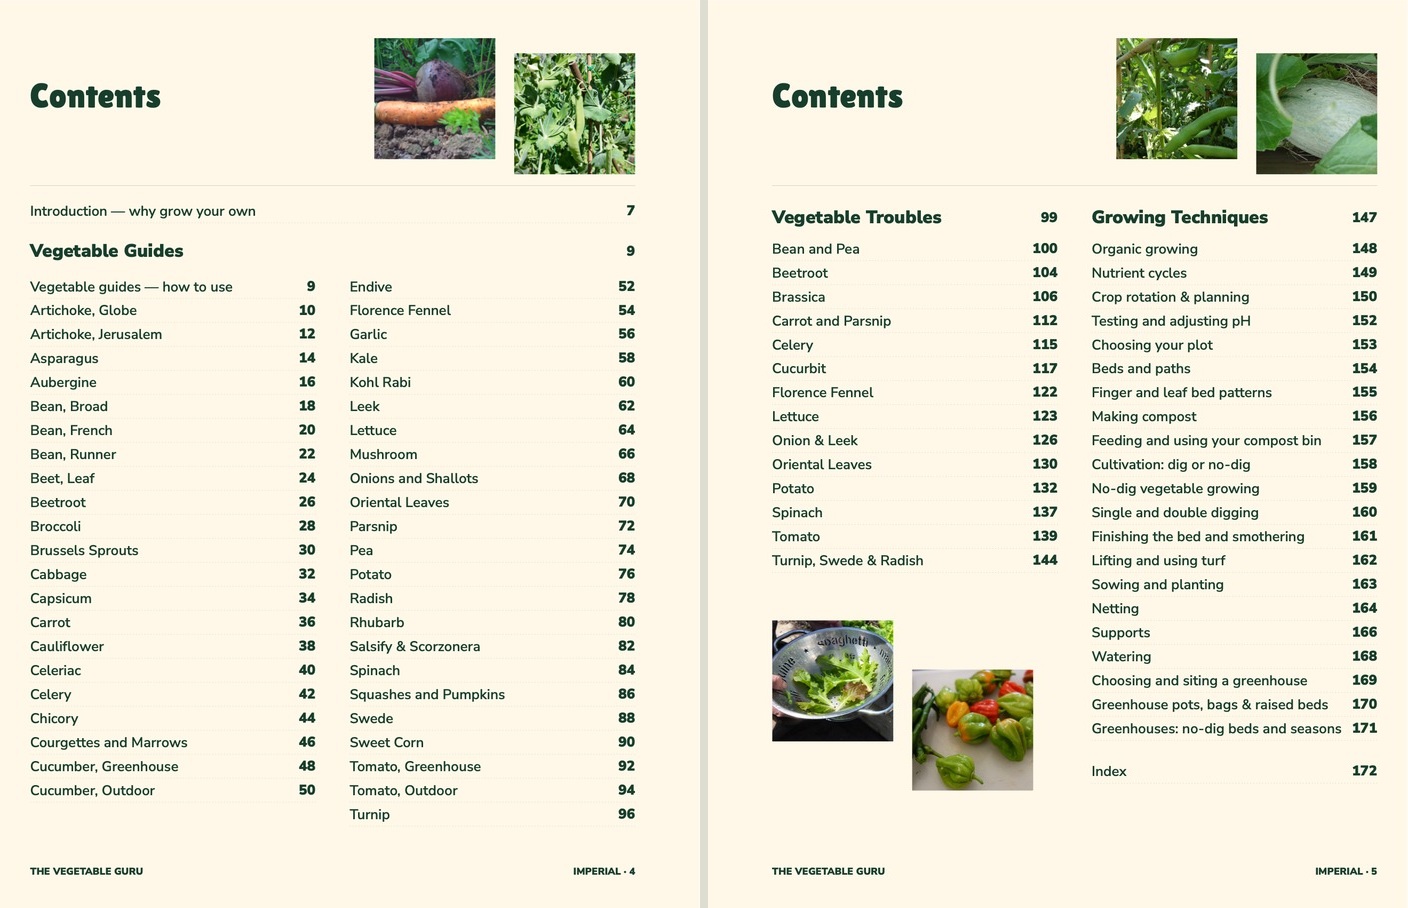 Contents
Introduction — why grow your own 7
Vegetable Guides 9
Vegetable guides — how to use 9
Artichoke, Globe 10
Artichoke, Jerusalem 12
Asparagus 14
Aubergine 16
Bean, Broad 18
Bean, French 20
Bean, Runner 22
Beet, Leaf 24
Beetroot 26
Broccoli 28
Brussels Sprouts 30
Cabbage 32
Capsicum 34
Carrot 36
Cauliflower 38
Celeriac 40
Celery 42
Chicory 44
Courgettes and Marrows 46
Cucumber, Greenhouse 48
Cucumber, Outdoor 50
Endive 52
Florence Fennel 54
Garlic 56
Kale 58
Kohl Rabi 60
Leek 62
Lettuce 64
Mushroom 66
Onions and Shallots 68
Oriental Leaves 70
Parsnip 72
Pea 74
Potato 76
Radish 78
Rhubarb 80
Salsify & Scorzonera 82
Spinach 84
Squashes and Pumpkins 86
Swede 88
Sweet Corn 90
Tomato, Greenhouse 92
Tomato, Outdoor 94
Turnip 96
THE VEGETABLE GURU
IMPERIAL · 4
Contents
Vegetable Troubles 99
Bean and Pea 100
Beetroot 104
Brassica 106
Carrot and Parsnip 112
Celery 115
Cucurbit 117
Florence Fennel 122
Lettuce 123
Onion & Leek 126
Oriental Leaves 130
Potato 132
Spinach 137
Tomato 139
Turnip, Swede & Radish 144
spaghetti
Growing Techniques 147
Organic growing 148
Nutrient cycles 149
Crop rotation & planning 150
Testing and adjusting pH 152
Choosing your plot 153
Beds and paths 154
Finger and leaf bed patterns 155
Making compost 156
Feeding and using your compost bin 157
Cultivation: dig or no-dig 158
No-dig vegetable growing 159
Single and double digging 160
Finishing the bed and smothering 161
Lifting and using turf 162
Sowing and planting 163
Netting 164
Supports 166
Watering 168
Choosing and siting a greenhouse 169
Greenhouse pots, bags & raised beds 170
Greenhouses: no-dig beds and seasons 171
Index 172
THE VEGETABLE GURU
IMPERIAL · 5